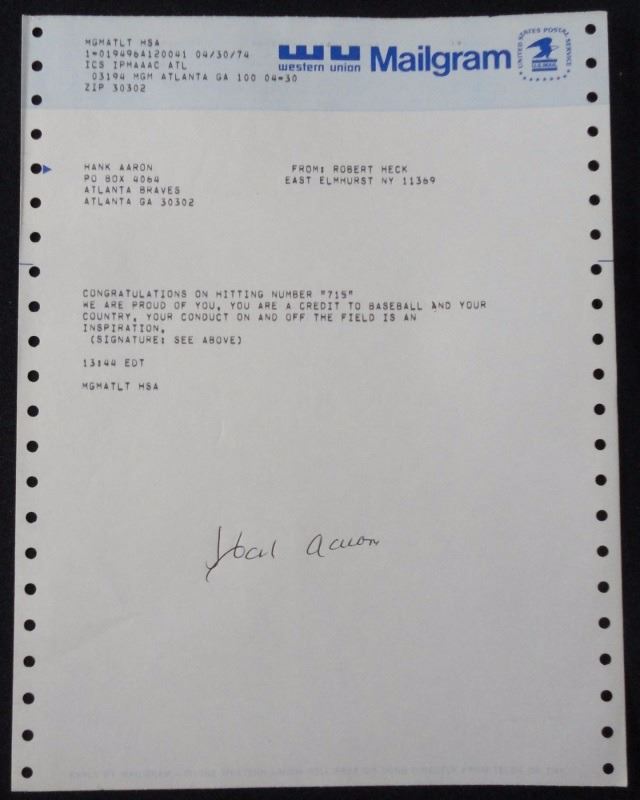 MGMATLT HSA
1-019496A120041 04/30/74
ICS IPMAAAC ATL
03194 MGM ATLANTA GA 100 04-30
ZIP 30302
WU
western union Mailgram
UNITED STATES POSTAL SERVICE
U.S. MAIL
HANK AARON
PO BOX 4064
ATLANTA BRAVES
ATLANTA GA 30302
FROM: ROBERT HECK
EAST ELMHURST NY 11369
CONGRATULATIONS ON HITTING NUMBER "715"
WE ARE PROUD OF YOU, YOU ARE A CREDIT TO BASEBALL AND YOUR
COUNTRY, YOUR CONDUCT ON AND OFF THE FIELD IS AN
INSPIRATION,
(SIGNATURE: SEE ABOVE)
13:44 EDT
MGMATLT HSA
Hank Aaron